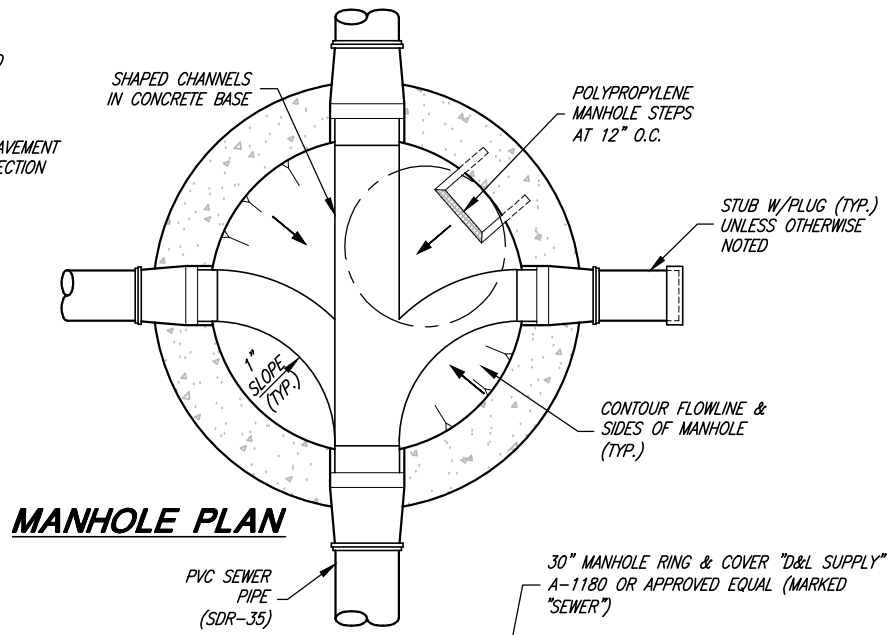 SHAPED CHANNELS
IN CONCRETE BASE
POLYPROPYLENE
MANHOLE STEPS
AT 12" O.C.
AVEMENT
ECTION
STUB W/PLUG (TYP.)
UNLESS OTHERWISE
NOTED
1"
SLOPE
(TYP.)
CONTOUR FLOWLINE &
SIDES OF MANHOLE
(TYP.)
MANHOLE PLAN
PVC SEWER
PIPE
(SDR-35)
30" MANHOLE RING & COVER "D&L SUPPLY"
A-1180 OR APPROVED EQUAL (MARKED
"SEWER")